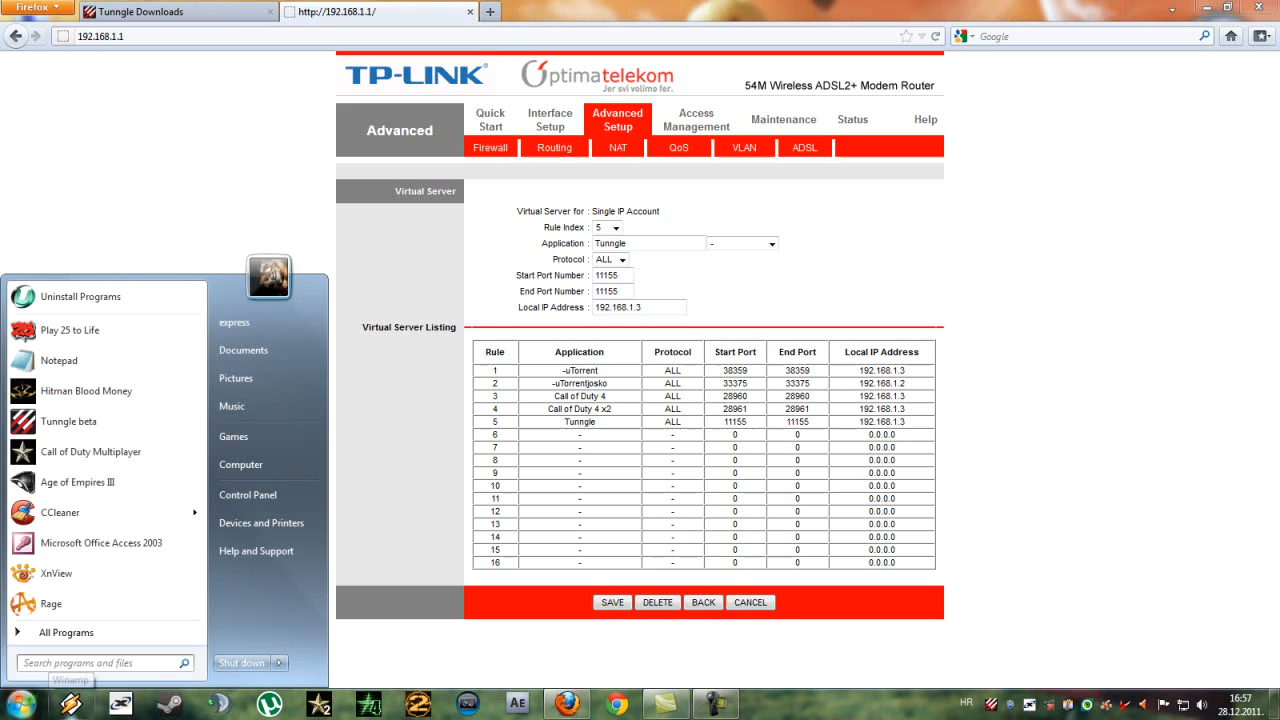 Firefox
Tunngle Downloads
http://192.168.1.1/
192.168.1.1
Google
TP-LINK
Optimatelekom
Jer svi volimo fer.
54M Wireless ADSL2+ Modem Router
Advanced
Quick Start
Interface Setup
Advanced Setup
Access Management
Maintenance
Status
Help
Firewall
Routing
NAT
QoS
VLAN
ADSL
Virtual Server
Virtual Server for : Single IP Account
Rule Index : 5
Application : Tunngle -
Protocol : ALL
Start Port Number : 11155
End Port Number : 11155
Local IP Address : 192.168.1.3
Virtual Server Listing
Rule Application Protocol Start Port End Port Local IP Address
1 -uTorrent ALL 38359 38359 192.168.1.3
2 -uTorrentjosko ALL 33375 33375 192.168.1.2
3 Call of Duty 4 ALL 28960 28960 192.168.1.3
4 Call of Duty 4 x2 ALL 28961 28961 192.168.1.3
5 Tunngle ALL 11155 11155 192.168.1.3
6 - - 0 0 0.0.0.0
7 - - 0 0 0.0.0.0
8 - - 0 0 0.0.0.0
9 - - 0 0 0.0.0.0
10 - - 0 0 0.0.0.0
11 - - 0 0 0.0.0.0
12 - - 0 0 0.0.0.0
13 - - 0 0 0.0.0.0
14 - - 0 0 0.0.0.0
15 - - 0 0 0.0.0.0
16 - - 0 0 0.0.0.0
SAVE
DELETE
BACK
CANCEL
Uninstall Programs
Play 25 to Life
Notepad
Hitman Blood Money
Tunngle beta
Call of Duty Multiplayer
Age of Empires III
CCleaner
Microsoft Office Access 2003
XnView
Rage
All Programs
Search programs and files
express
Documents
Pictures
Music
Games
Computer
Control Panel
Devices and Printers
Help and Support
Shut down
Winamp
AE
HR
16:57
28.12.2011.